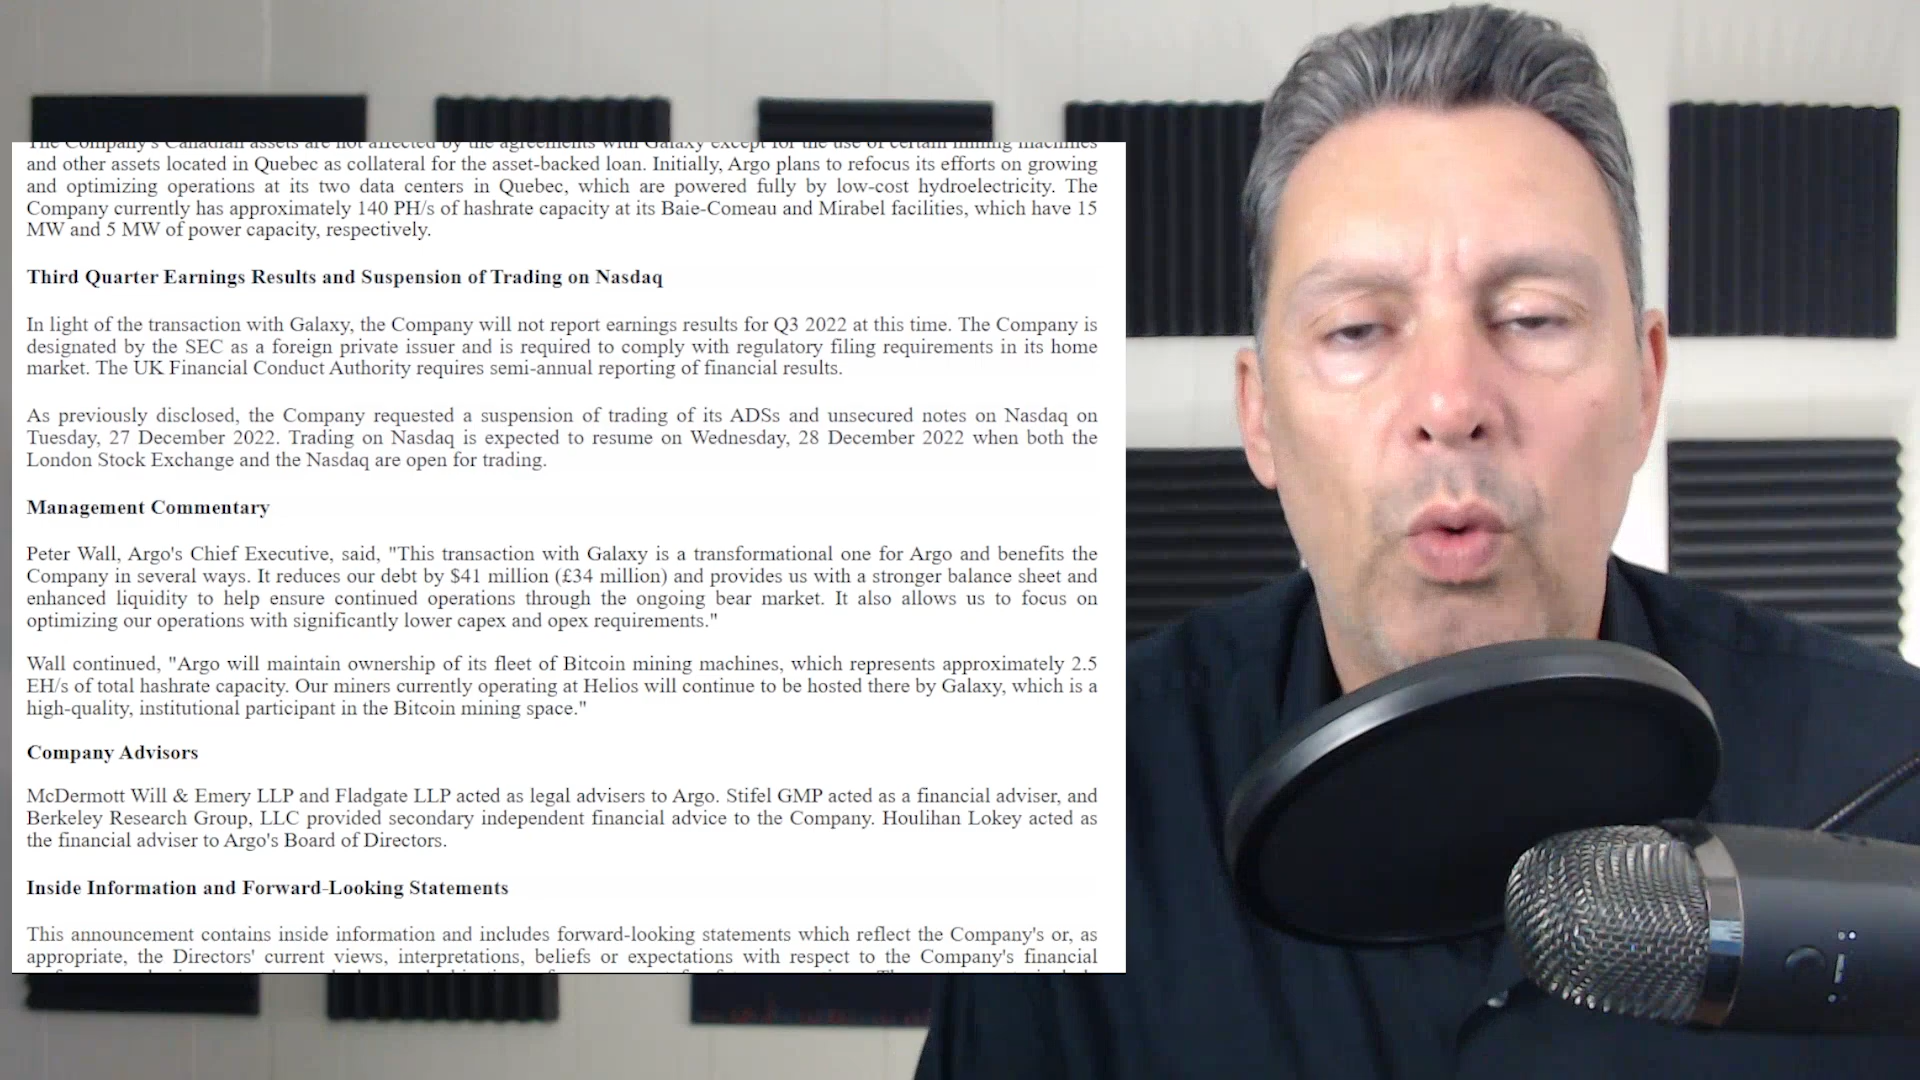 The Company's Canadian assets are not affected by the agreements with Galaxy except for the use of certain mining machines
and other assets located in Quebec as collateral for the asset-backed loan. Initially, Argo plans to refocus its efforts on growing
and optimizing operations at its two data centers in Quebec, which are powered fully by low-cost hydroelectricity. The
Company currently has approximately 140 PH/s of hashrate capacity at its Baie-Comeau and Mirabel facilities, which have 15
MW and 5 MW of power capacity, respectively.
Third Quarter Earnings Results and Suspension of Trading on Nasdaq
In light of the transaction with Galaxy, the Company will not report earnings results for Q3 2022 at this time. The Company is
designated by the SEC as a foreign private issuer and is required to comply with regulatory filing requirements in its home
market. The UK Financial Conduct Authority requires semi-annual reporting of financial results.
As previously disclosed, the Company requested a suspension of trading of its ADSs and unsecured notes on Nasdaq on
Tuesday, 27 December 2022. Trading on Nasdaq is expected to resume on Wednesday, 28 December 2022 when both the
London Stock Exchange and the Nasdaq are open for trading.
Management Commentary
Peter Wall, Argo's Chief Executive, said, "This transaction with Galaxy is a transformational one for Argo and benefits the
Company in several ways. It reduces our debt by $41 million (£34 million) and provides us with a stronger balance sheet and
enhanced liquidity to help ensure continued operations through the ongoing bear market. It also allows us to focus on
optimizing our operations with significantly lower capex and opex requirements."
Wall continued, "Argo will maintain ownership of its fleet of Bitcoin mining machines, which represents approximately 2.5
EH/s of total hashrate capacity. Our miners currently operating at Helios will continue to be hosted there by Galaxy, which is a
high-quality, institutional participant in the Bitcoin mining space."
Company Advisors
McDermott Will & Emery LLP and Fladgate LLP acted as legal advisers to Argo. Stifel GMP acted as a financial adviser, and
Berkeley Research Group, LLC provided secondary independent financial advice to the Company. Houlihan Lokey acted as
the financial adviser to Argo's Board of Directors.
Inside Information and Forward-Looking Statements
This announcement contains inside information and includes forward-looking statements which reflect the Company's or, as
appropriate, the Directors' current views, interpretations, beliefs or expectations with respect to the Company's financial